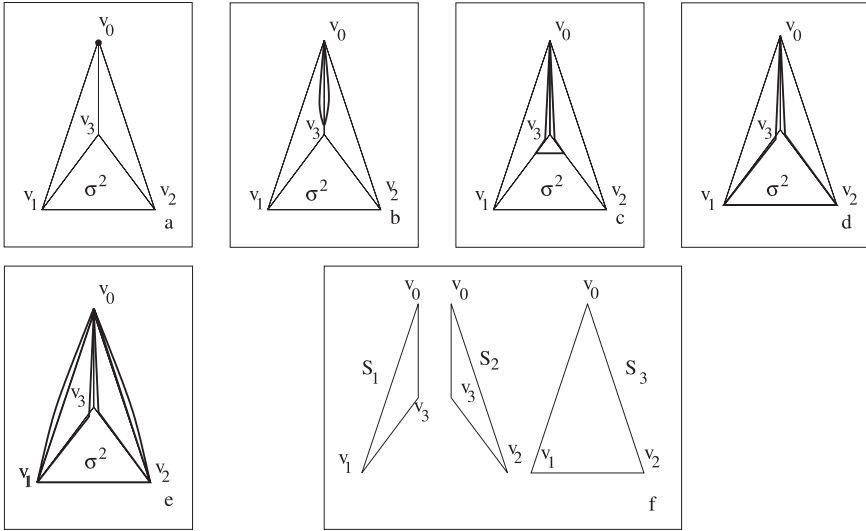 v₀
v₃
v₁ σ² v₂
a
v₀
v₃
v₁ σ² v₂
b
v₀
v₃
v₁ σ² v₂
c
v₀
v₃
v₁ σ² v₂
d
v₀
v₃
v₁ σ² v₂
e
v₀ v₀ v₀
S₁ S₂ S₃
v₃ v₃
v₁ v₂ v₁ v₂
f